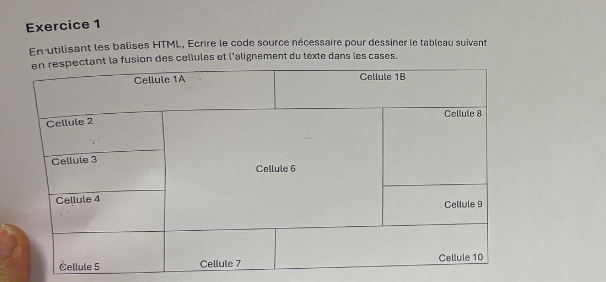 Exercice 1
En utilisant les balises HTML, Ecrire le code source nécessaire pour dessiner le tableau suivant
en respectant la fusion des cellules et l'alignement du texte dans les cases.
Cellule 1A
Cellule 1B
Cellule 2
Cellule 8
Cellule 3
Cellule 6
Cellule 4
Cellule 9
Cellule 5
Cellule 7
Cellule 10